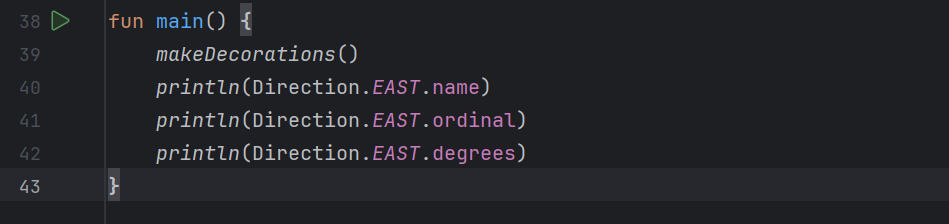 38 fun main() {
39 makeDecorations()
40 println(Direction.EAST.name)
41 println(Direction.EAST.ordinal)
42 println(Direction.EAST.degrees)
43 }